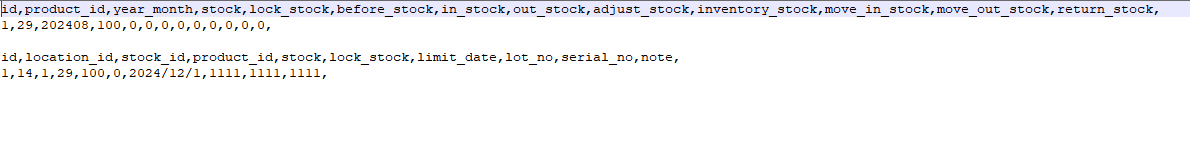 id,product_id,year_month,stock,lock_stock,before_stock,in_stock,out_stock,adjust_stock,inventory_stock,move_in_stock,move_out_stock,return_stock,
1,29,202408,100,0,0,0,0,0,0,0,0,0,
id,location_id,stock_id,product_id,stock,lock_stock,limit_date,lot_no,serial_no,note,
1,14,1,29,100,0,2024/12/1,1111,1111,1111,